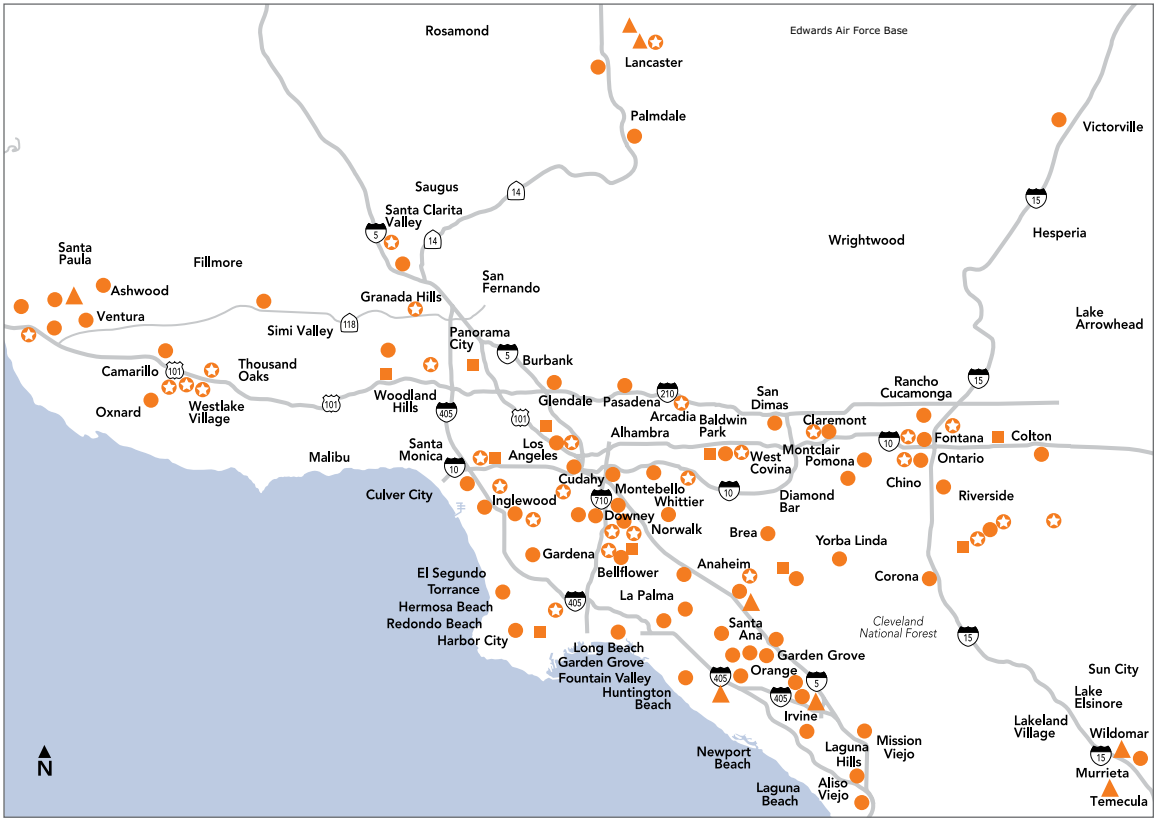 Rosamond
Edwards Air Force Base
Lancaster
Palmdale
Victorville
Saugus
14
15
Santa Clarita
Valley
5
14
Hesperia
Wrightwood
Santa
Paula
Fillmore
San
Fernando
Ashwood
Granada Hills
Ventura
Simi Valley
118
Panorama
City
Lake
Arrowhead
5
Burbank
Camarillo
101
Thousand
Oaks
15
Rancho
Cucamonga
Oxnard
Westlake
Village
101
Woodland
Hills
405
Glendale
Pasadena
210
San
Dimas
Arcadia
Baldwin
Park
Claremont
101
Alhambra
10
Fontana
Colton
Santa
Monica
Los
Angeles
Malibu
10
West
Covina
Montclair
Pomona
Ontario
Cudahy
Culver City
Inglewood
Montebello
710
Whittier
10
Diamond
Bar
Chino
Riverside
Downey
Norwalk
Brea
Yorba Linda
Gardena
Bellflower
Anaheim
Corona
El Segundo
Torrance
Hermosa Beach
Redondo Beach
Harbor City
405
La Palma
Santa
Ana
Cleveland
National Forest
15
Long Beach
Garden Grove
Fountain Valley
Huntington
Beach
Garden Grove
Orange
405
405
5
Sun City
Lake
Elsinore
Irvine
Lakeland
Village
Wildomar
Newport
Beach
Laguna
Hills
Mission
Viejo
15
Murrieta
Laguna
Beach
Aliso
Viejo
Temecula
N